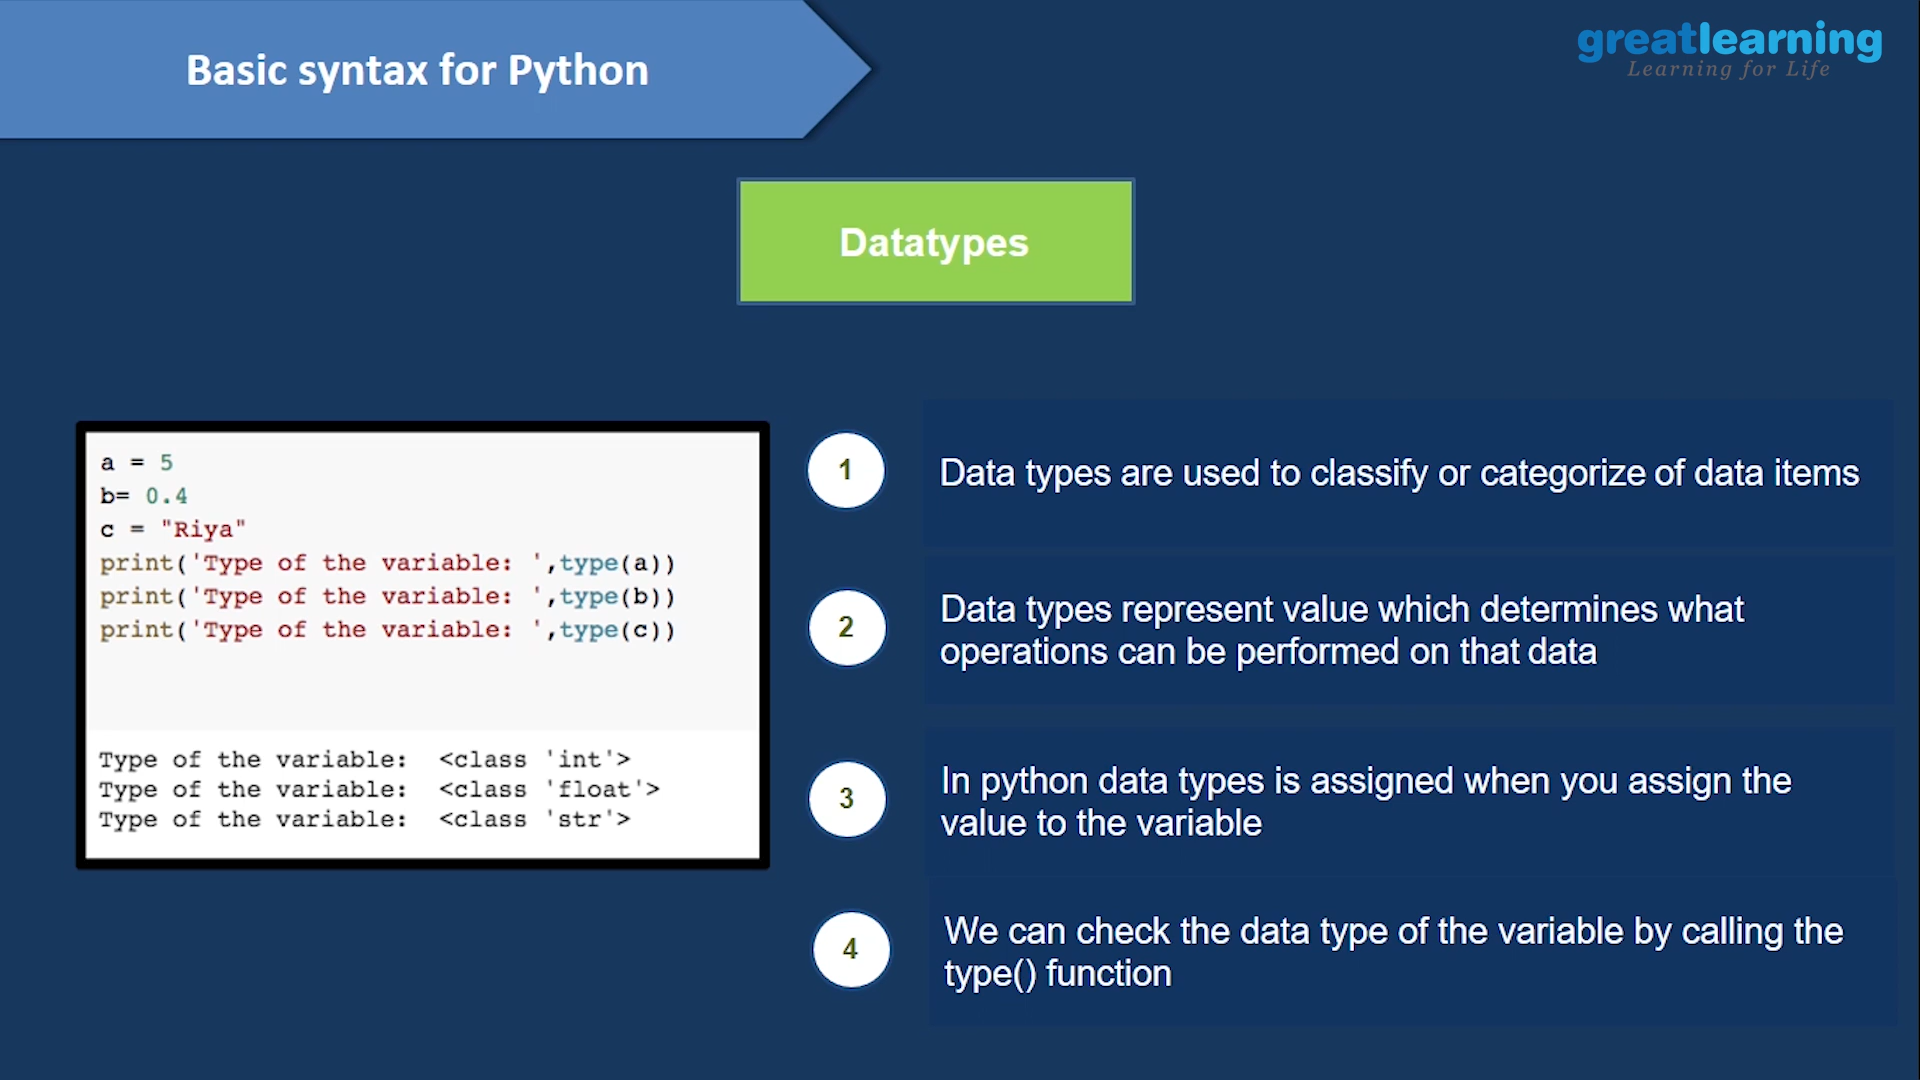 Basic syntax for Python
greatlearning
Learning for Life
Datatypes
a = 5
b= 0.4
c = "Riya"
print('Type of the variable: ',type(a))
print('Type of the variable: ',type(b))
print('Type of the variable: ',type(c))
Type of the variable:  <class 'int'>
Type of the variable:  <class 'float'>
Type of the variable:  <class 'str'>
1
Data types are used to classify or categorize of data items
2
Data types represent value which determines what
operations can be performed on that data
3
In python data types is assigned when you assign the
value to the variable
4
We can check the data type of the variable by calling the
type() function